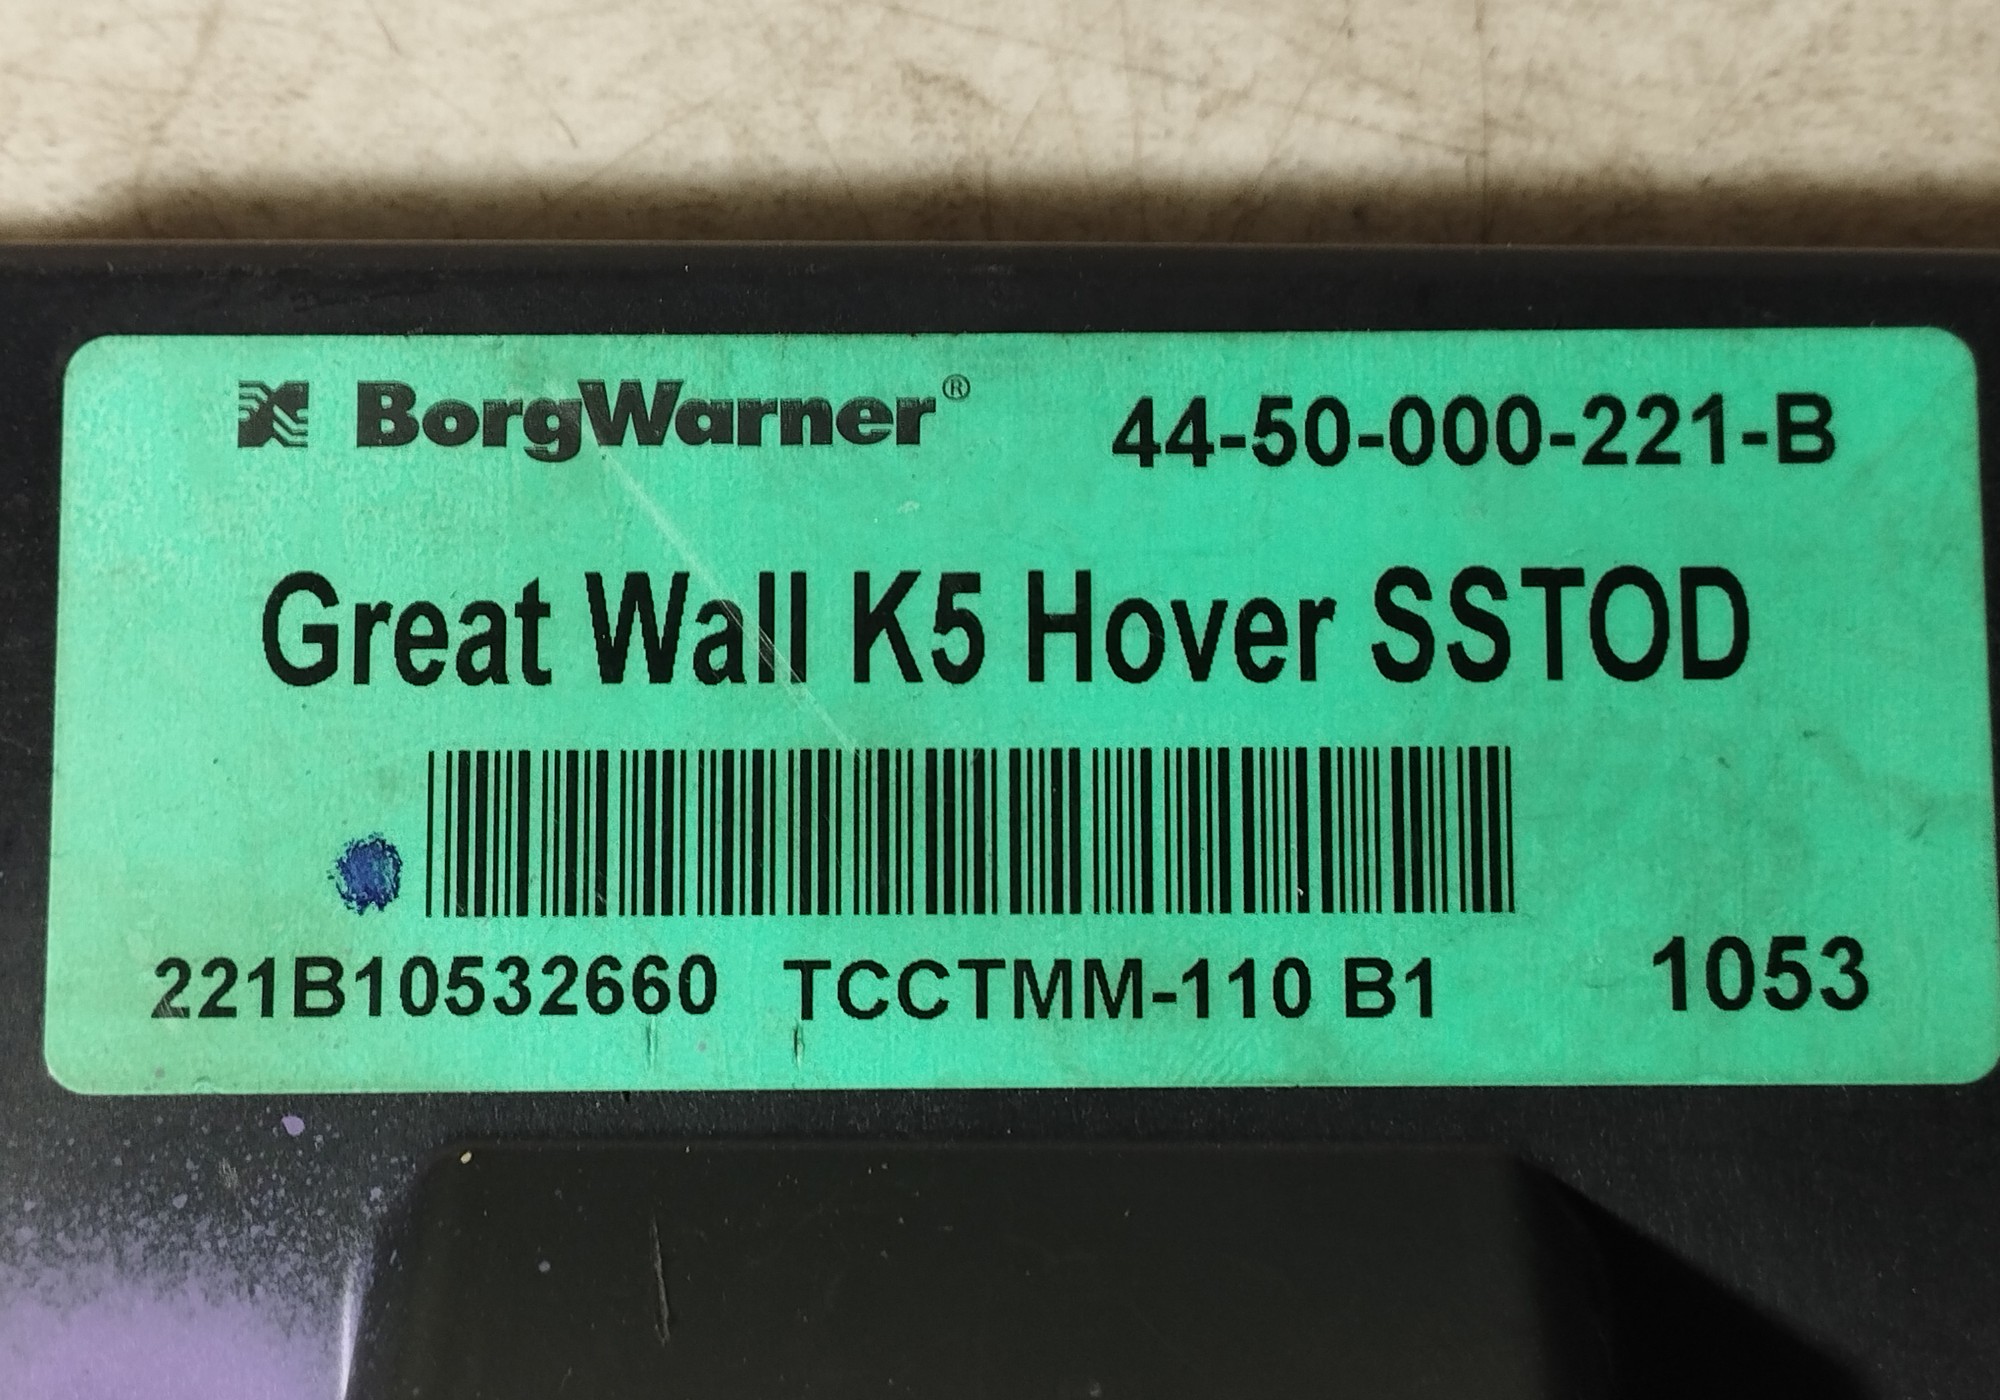 BorgWarner® 44-50-000-221-B
Great Wall K5 Hover SSTOD
221B10532660 TCCTMM-110 B1 1053